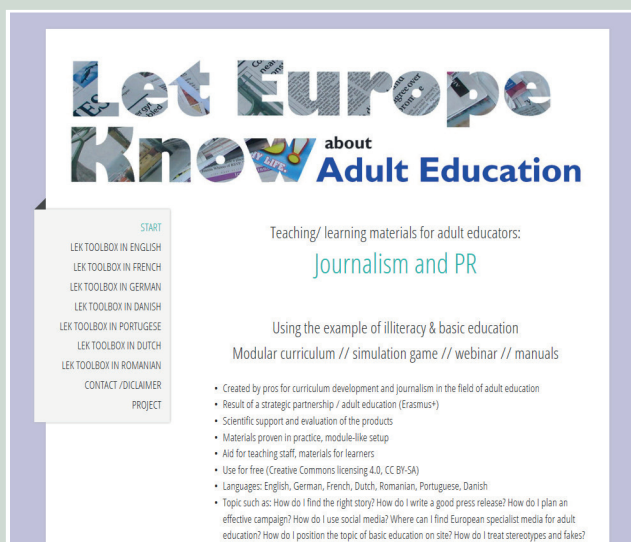 Let Europe
Know about
Adult Education
START
LEK TOOLBOX IN ENGLISH
LEK TOOLBOX IN FRENCH
LEK TOOLBOX IN GERMAN
LEK TOOLBOX IN DANISH
LEK TOOLBOX IN PORTUGESE
LEK TOOLBOX IN DUTCH
LEK TOOLBOX IN ROMANIAN
CONTACT /DICLAIMER
PROJECT
Teaching/ learning materials for adult educators:
Journalism and PR
Using the example of illiteracy & basic education
Modular curriculum // simulation game // webinar // manuals
• Created by pros for curriculum development and journalism in the field of adult education
• Result of a strategic partnership / adult education (Erasmus+)
• Scientific support and evaluation of the products
• Materials proven in practice, module-like setup
• Aid for teaching staff, materials for learners
• Use for free (Creative Commons licensing 4.0, CC BY-SA)
• Languages: English, German, French, Dutch, Romanian, Portuguese, Danish
• Topic such as: How do I find the right story? How do I write a good press release? How do I plan an
effective campaign? How do I use social media? Where can I find European specialist media for adult
education? How do I position the topic of basic education on site? How do I treat stereotypes and fakes?